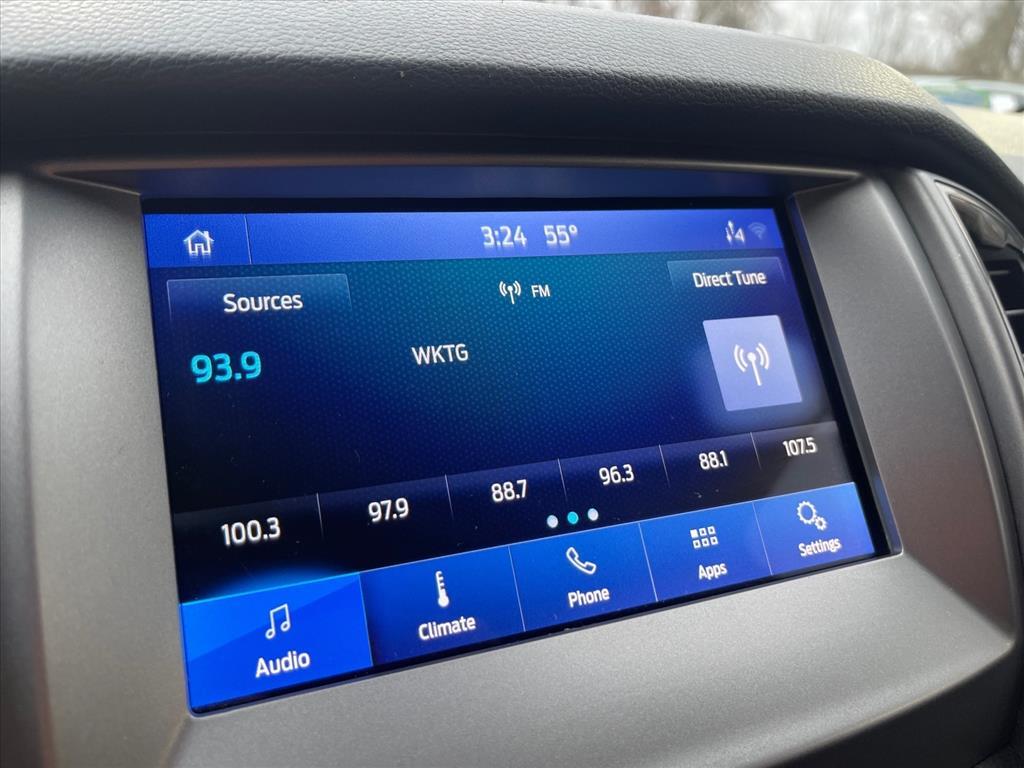 3:24 55°
Sources
FM
Direct Tune
93.9
WKTG
100.3 97.9 88.7 96.3 88.1 107.5
Audio Climate Phone Apps Settings